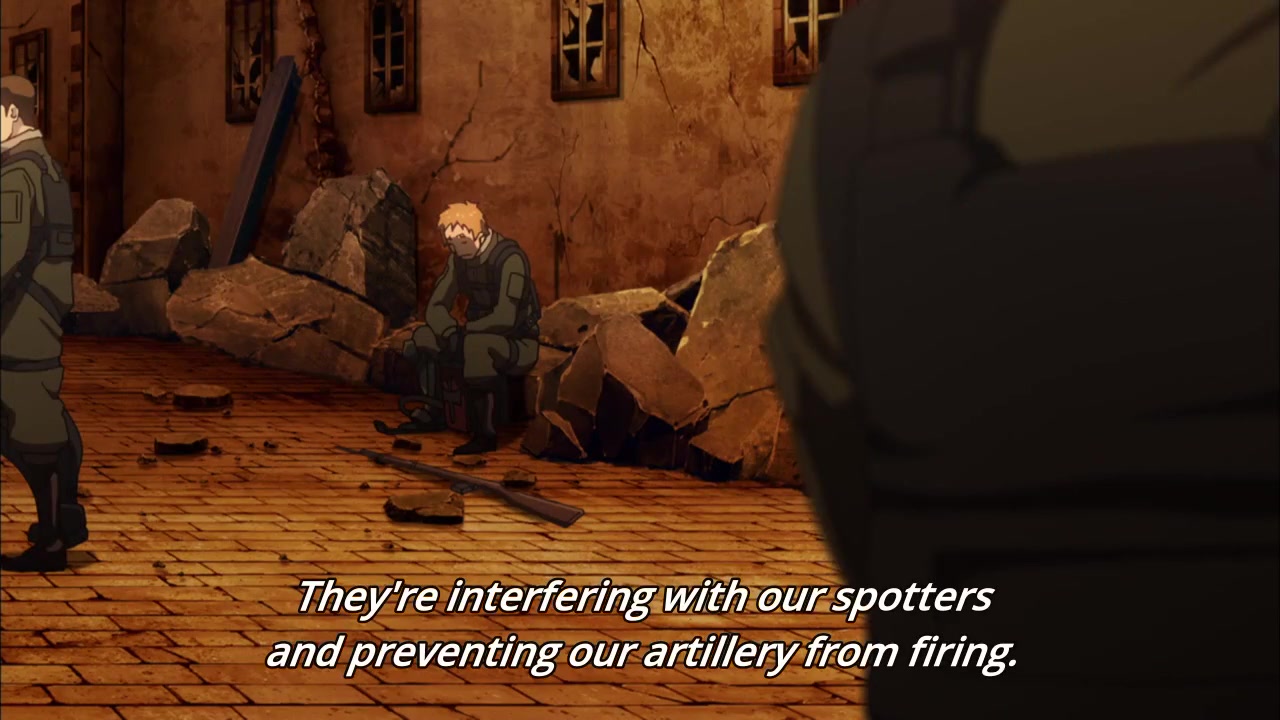 They're interfering with our spotters
and preventing our artillery from firing.